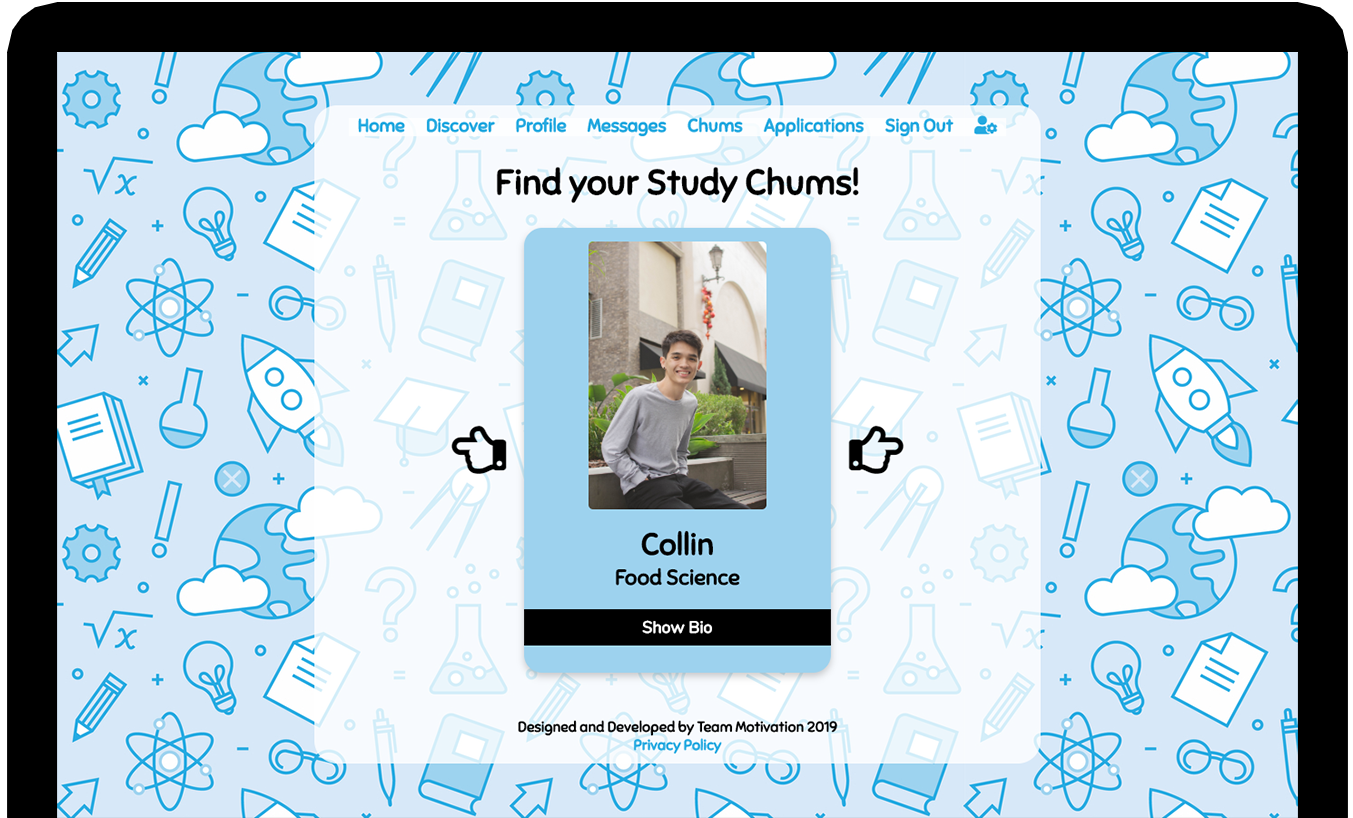 Home Discover Profile Messages Chums Applications Sign Out
Find your Study Chums!
Collin
Food Science
Show Bio
Designed and Developed by Team Motivation 2019
Privacy Policy
√x
√x
√x
√x